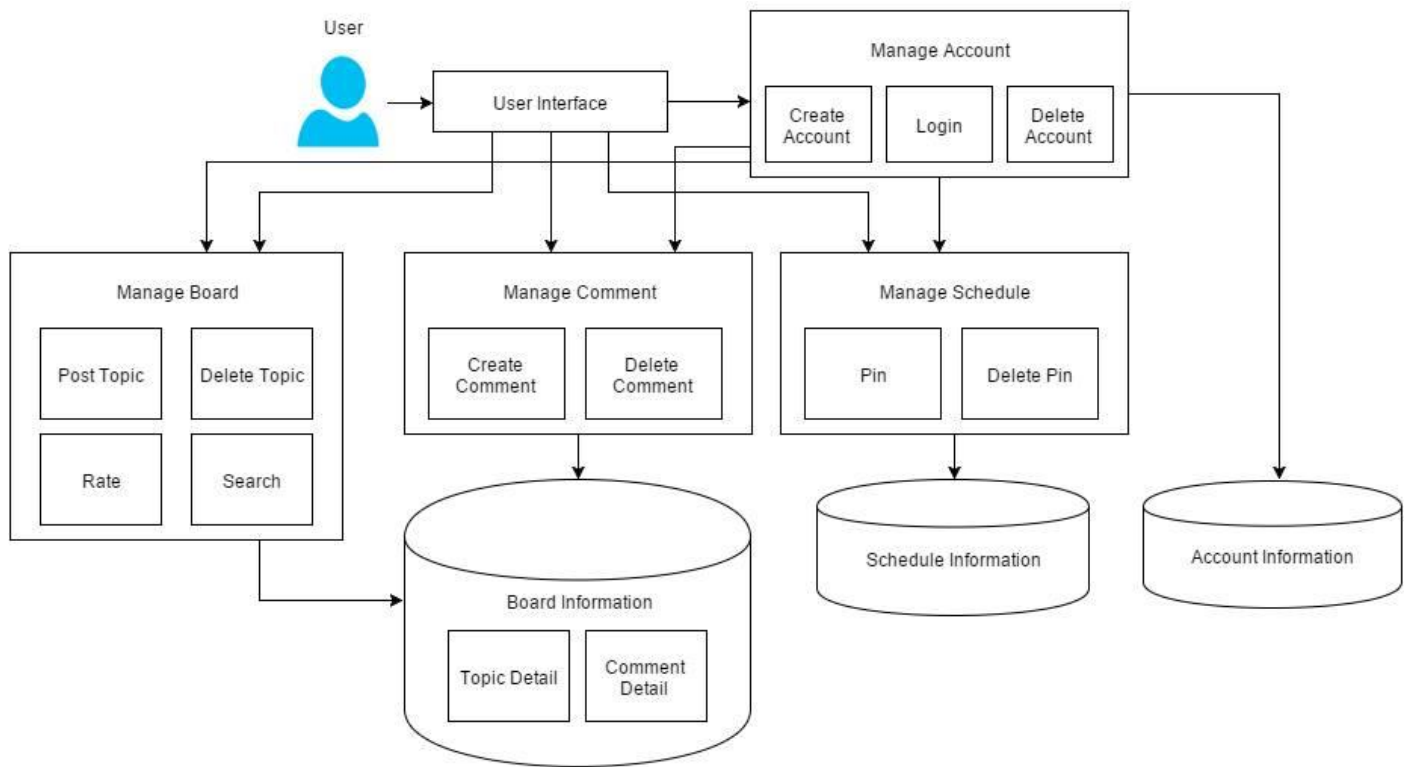 User
Manage Account
User Interface
Create
Account
Login
Delete
Account
Manage Board
Manage Comment
Manage Schedule
Post Topic
Delete Topic
Create
Comment
Delete
Comment
Pin
Delete Pin
Rate
Search
Schedule Information
Account Information
Board Information
Topic Detail
Comment
Detail